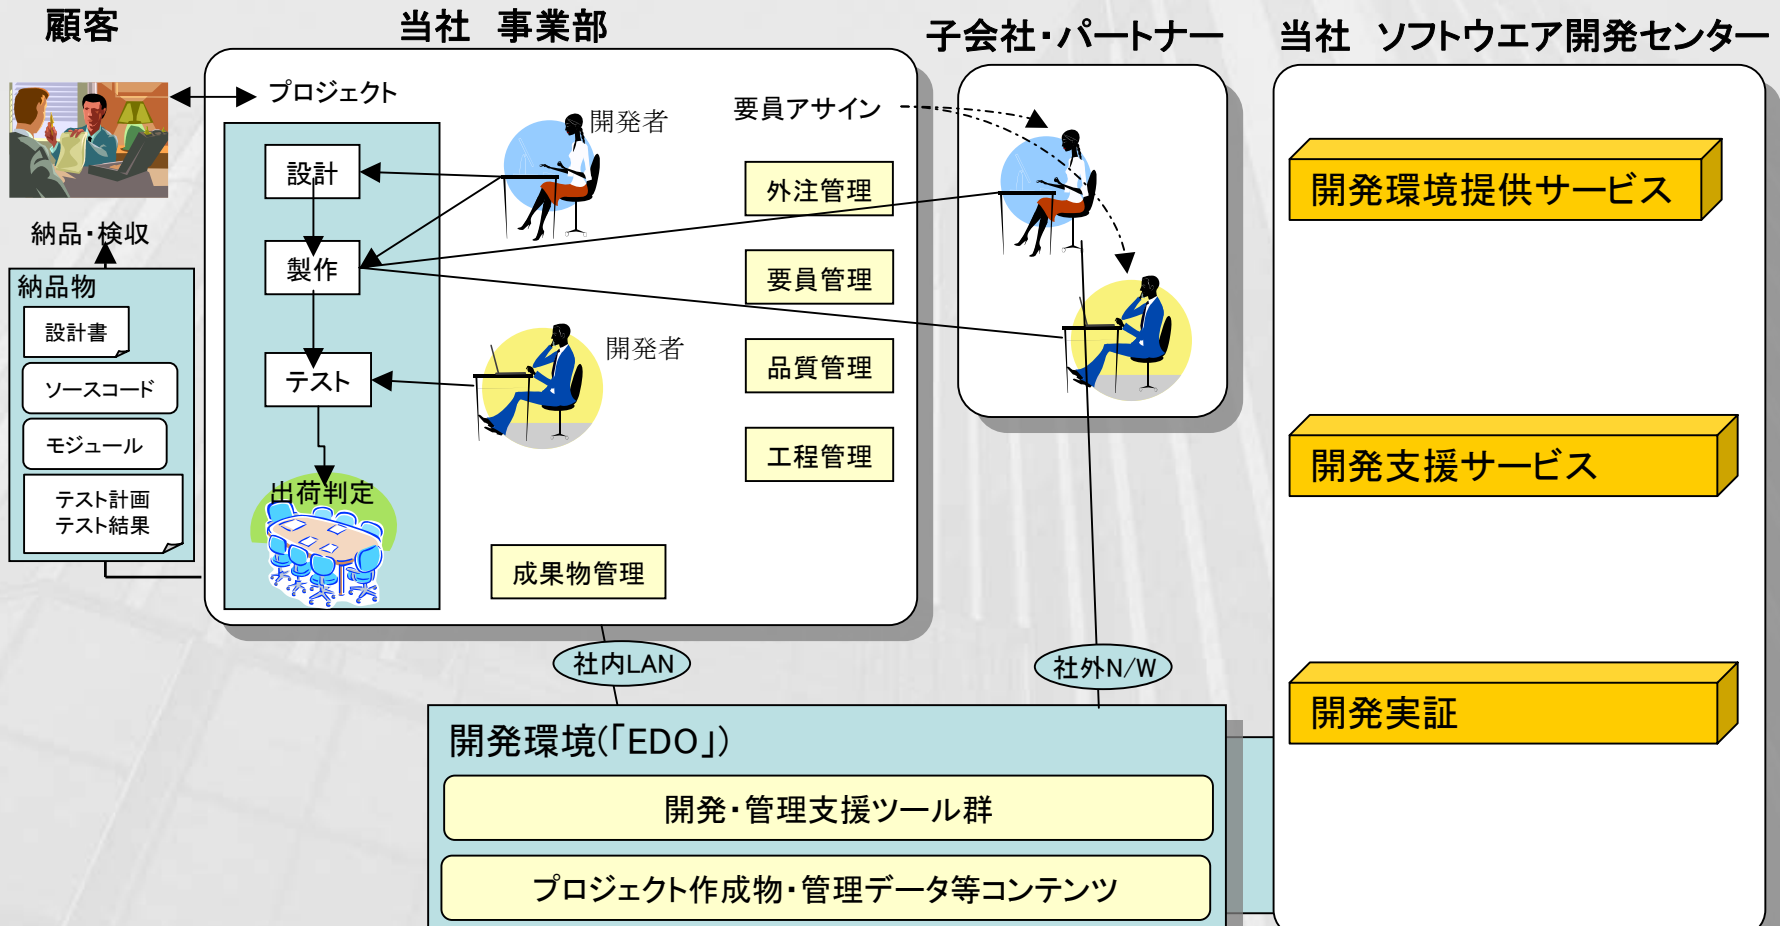 顧客
当社　事業部
子会社・パートナー
当社　ソフトウエア開発センター
プロジェクト
開発者
要員アサイン
設計
外注管理
開発環境提供サービス
納品・検収
製作
要員管理
納品物
設計書
開発者
テスト
品質管理
ソースコード
モジュール
工程管理
開発支援サービス
テスト計画
テスト結果
出荷判定
成果物管理
社内LAN
社外N/W
開発実証
開発環境(「EDO」)
開発・管理支援ツール群
プロジェクト作成物・管理データ等コンテンツ